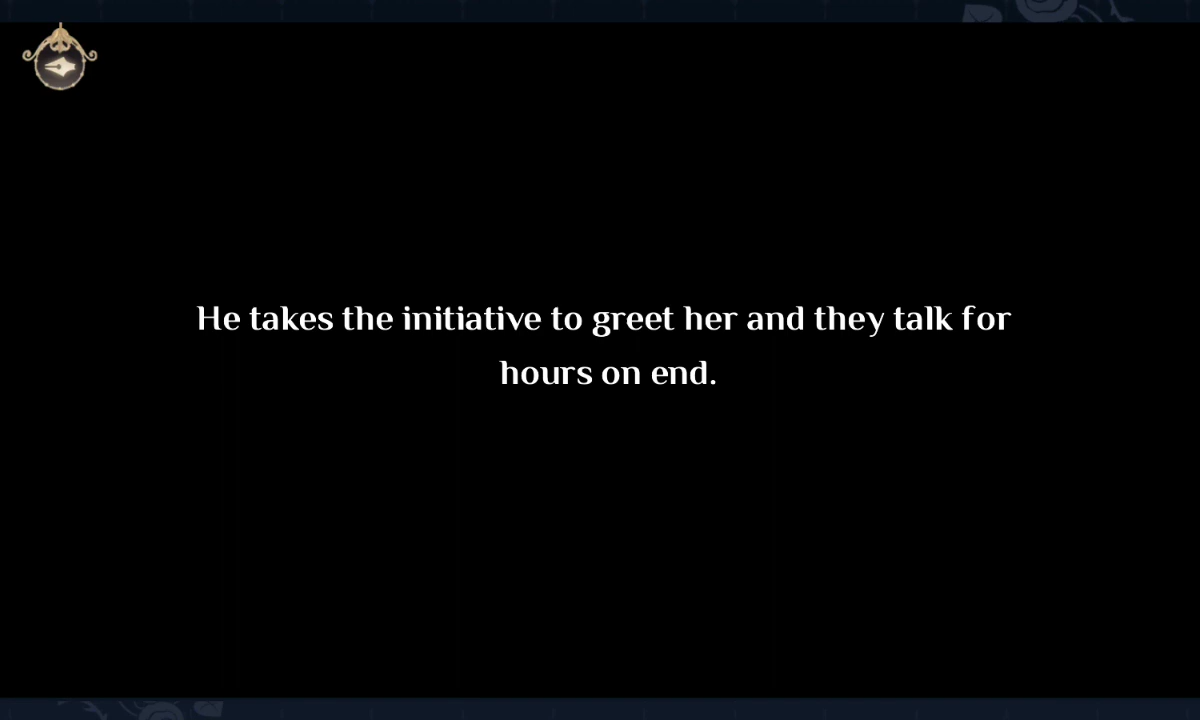 He takes the initiative to greet her and they talk for
hours on end.